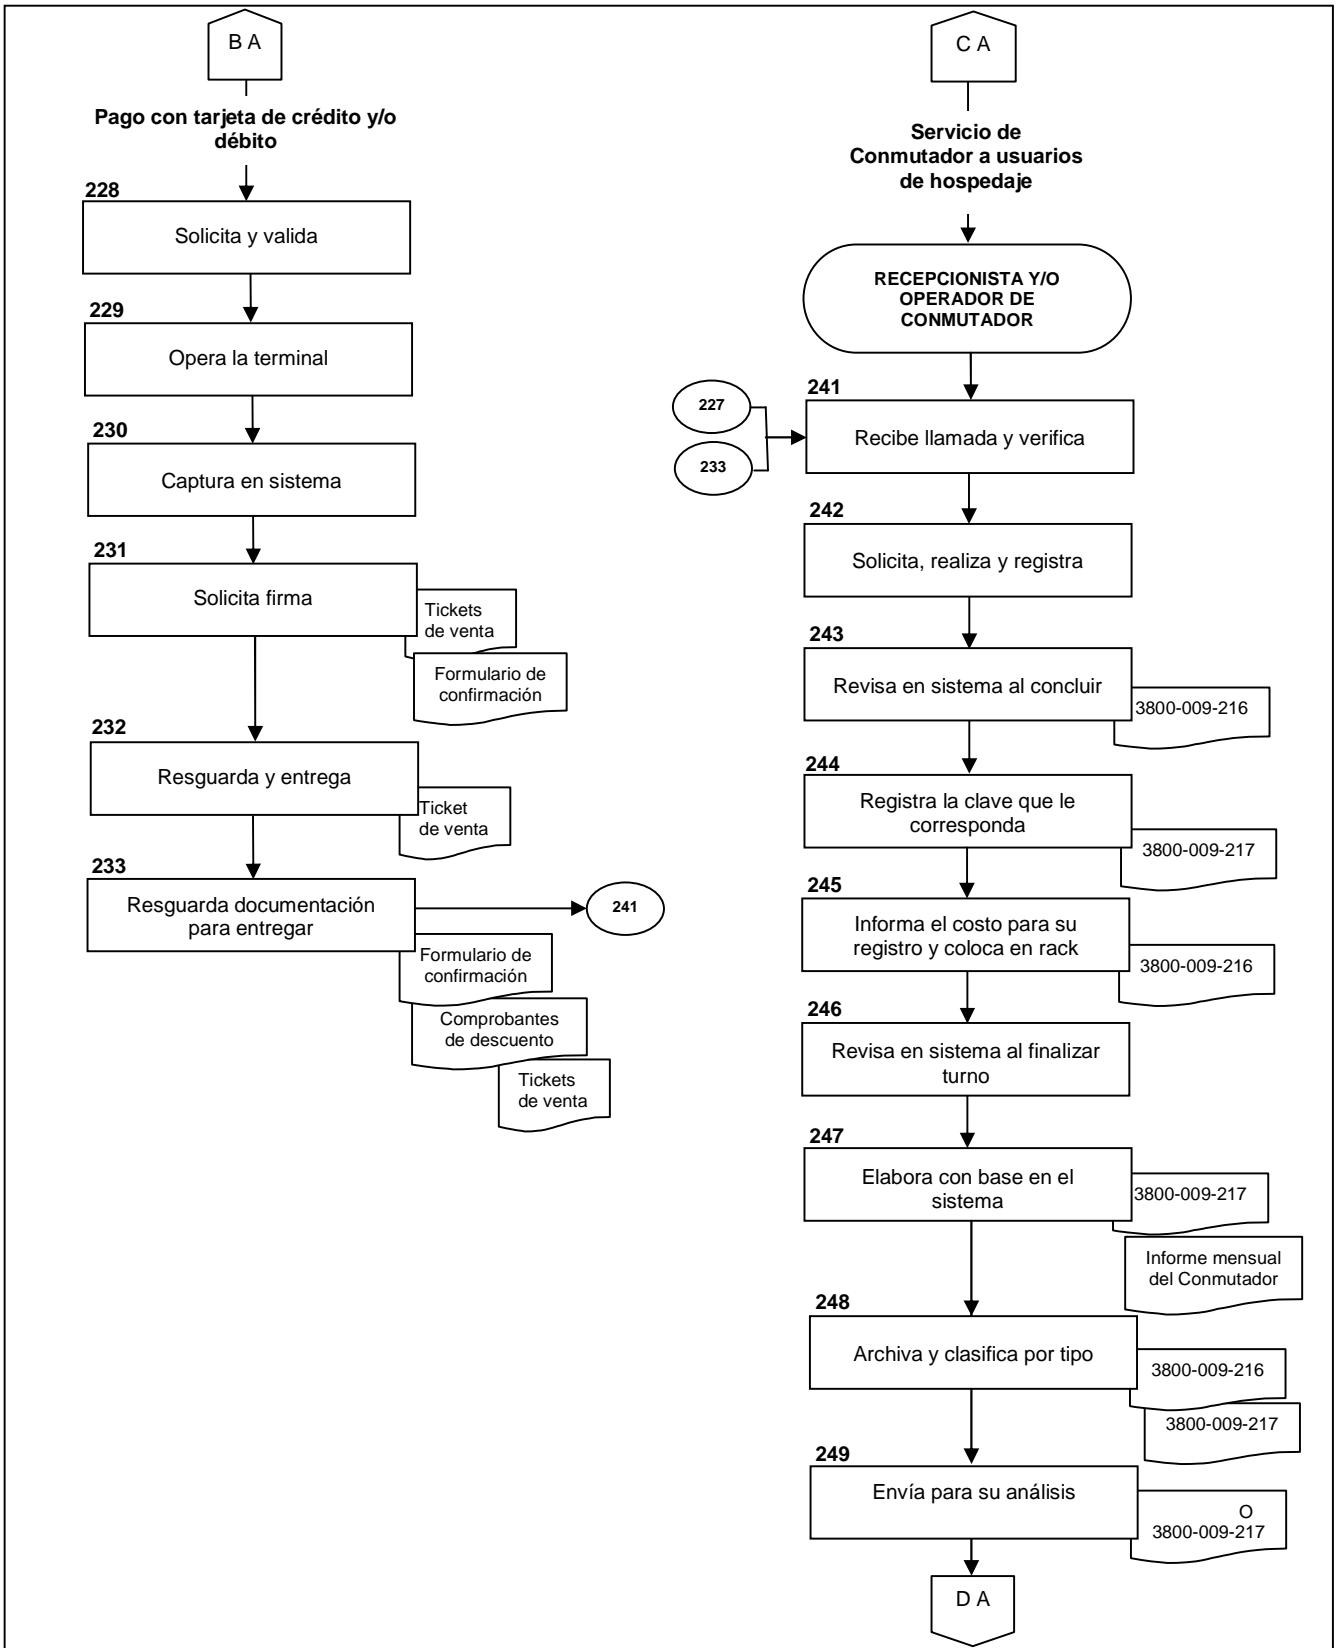 B A
Pago con tarjeta de crédito y/o
débito
228
Solicita y valida
229
Opera la terminal
230
Captura en sistema
231
Solicita firma
Tickets
de venta
Formulario de
confirmación
232
Resguarda y entrega
Ticket
de venta
233
Resguarda documentación
para entregar
241
Formulario de
confirmación
Comprobantes
de descuento
Tickets
de venta
C A
Servicio de
Conmutador a usuarios
de hospedaje
RECEPCIONISTA Y/O
OPERADOR DE
CONMUTADOR
227
233
241
Recibe llamada y verifica
242
Solicita, realiza y registra
243
Revisa en sistema al concluir
3800-009-216
244
Registra la clave que le
corresponda
3800-009-217
245
Informa el costo para su
registro y coloca en rack
3800-009-216
246
Revisa en sistema al finalizar
turno
247
Elabora con base en el
sistema
3800-009-217
Informe mensual
del Conmutador
248
Archiva y clasifica por tipo
3800-009-216
3800-009-217
249
Envía para su análisis
O
3800-009-217
D A